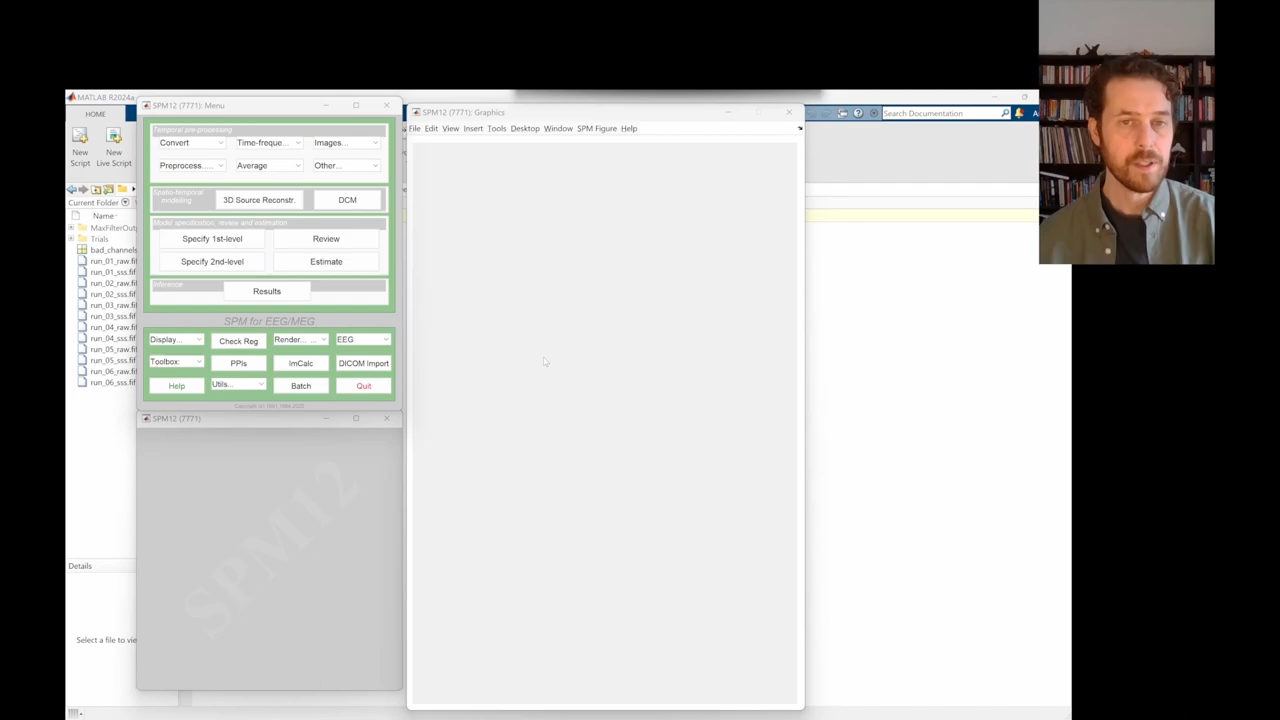 MATLAB R2024a
HOME
New
Script
New
Live Script
Search Documentation
Current Folder
Name
MaxFilterOut
Trials
bad_channels
run_01_raw.fif
run_01_sss.fif
run_02_raw.fif
run_02_sss.fif
run_03_raw.fif
run_03_sss.fif
run_04_raw.fif
run_04_sss.fif
run_05_raw.fif
run_05_sss.fif
run_06_raw.fif
run_06_sss.fif
Details
Select a file to vie
SPM12 (7771): Menu
Temporal pre-processing
Convert
Time-freque...
Images...
Preprocess.....
Average
Other...
Spatio-temporal
modelling
3D Source Reconstr.
DCM
Model specification, review and estimation
Specify 1st-level
Review
Specify 2nd-level
Estimate
Inference
Results
SPM for EEG/MEG
Display...
Check Reg
Render... ...
EEG
Toolbox:
PPIs
ImCalc
DICOM Import
Help
Utils...
Batch
Quit
SPM12 (7771)
SPM12
SPM12 (7771): Graphics
File Edit View Insert Tools Desktop Window SPM Figure Help